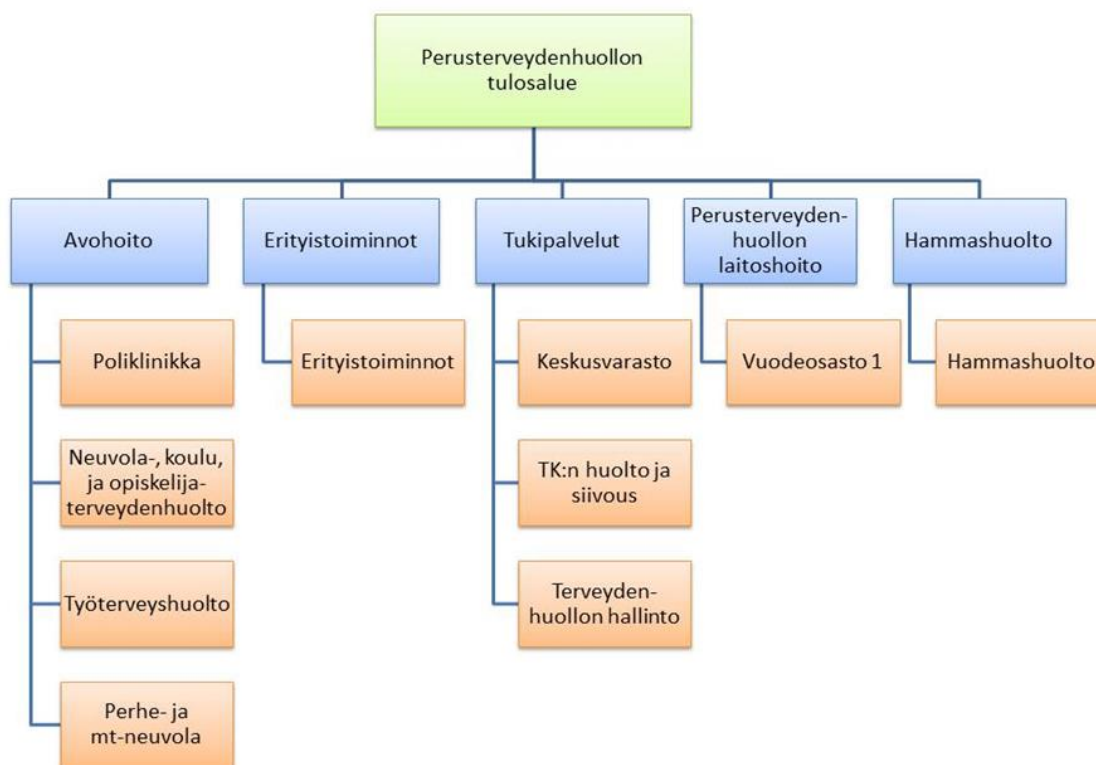 Perusterveydenhuollon
tulosalue
Avohoito
Erityistoiminnot
Tukipalvelut
Perusterveyden-
huollon
laitoshoito
Hammashuolto
Poliklinikka
Erityistoiminnot
Keskusvarasto
Vuodeosasto 1
Hammashuolto
Neuvola-, koulu,
ja opiskelija-
terveydenhuolto
TK:n huolto ja
siivous
Työterveyshuolto
Terveyden-
huollon hallinto
Perhe- ja
mt-neuvola